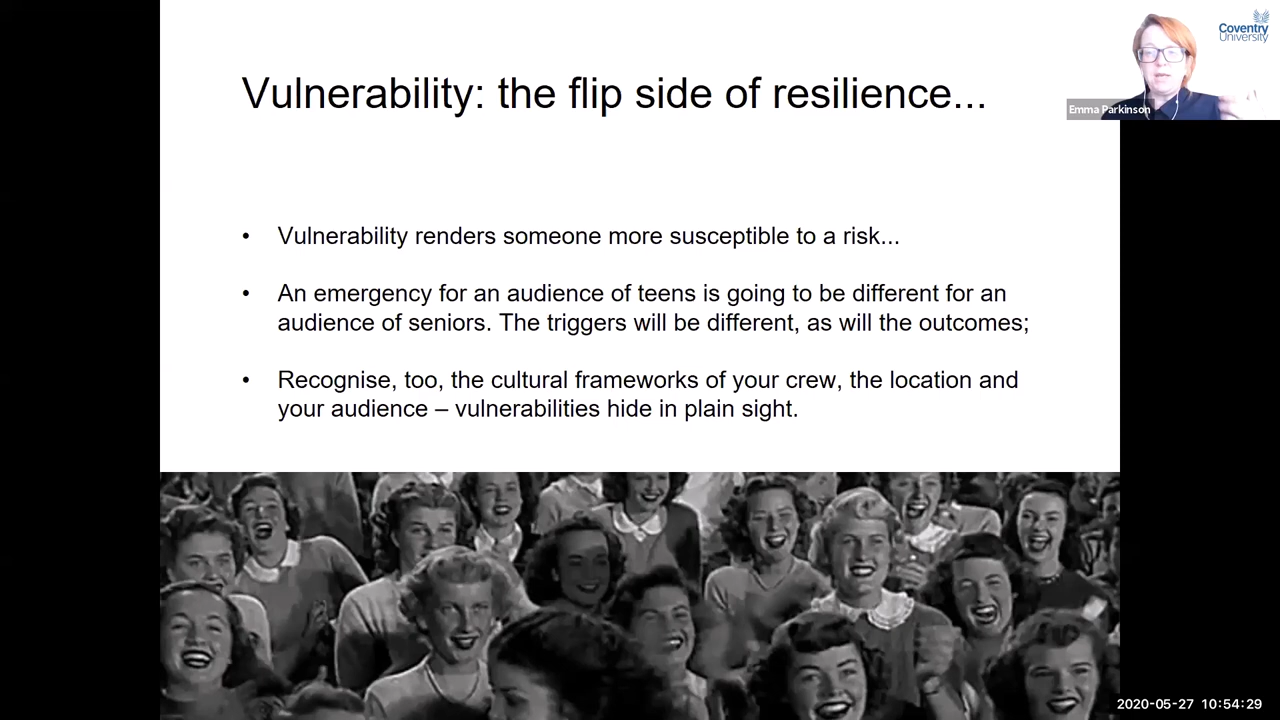 Coventry
University
Vulnerability: the flip side of resilience...
Emma Parkinson
• Vulnerability renders someone more susceptible to a risk...
• An emergency for an audience of teens is going to be different for an
audience of seniors. The triggers will be different, as will the outcomes;
• Recognise, too, the cultural frameworks of your crew, the location and
your audience – vulnerabilities hide in plain sight.
2020-05-27 10:54:29